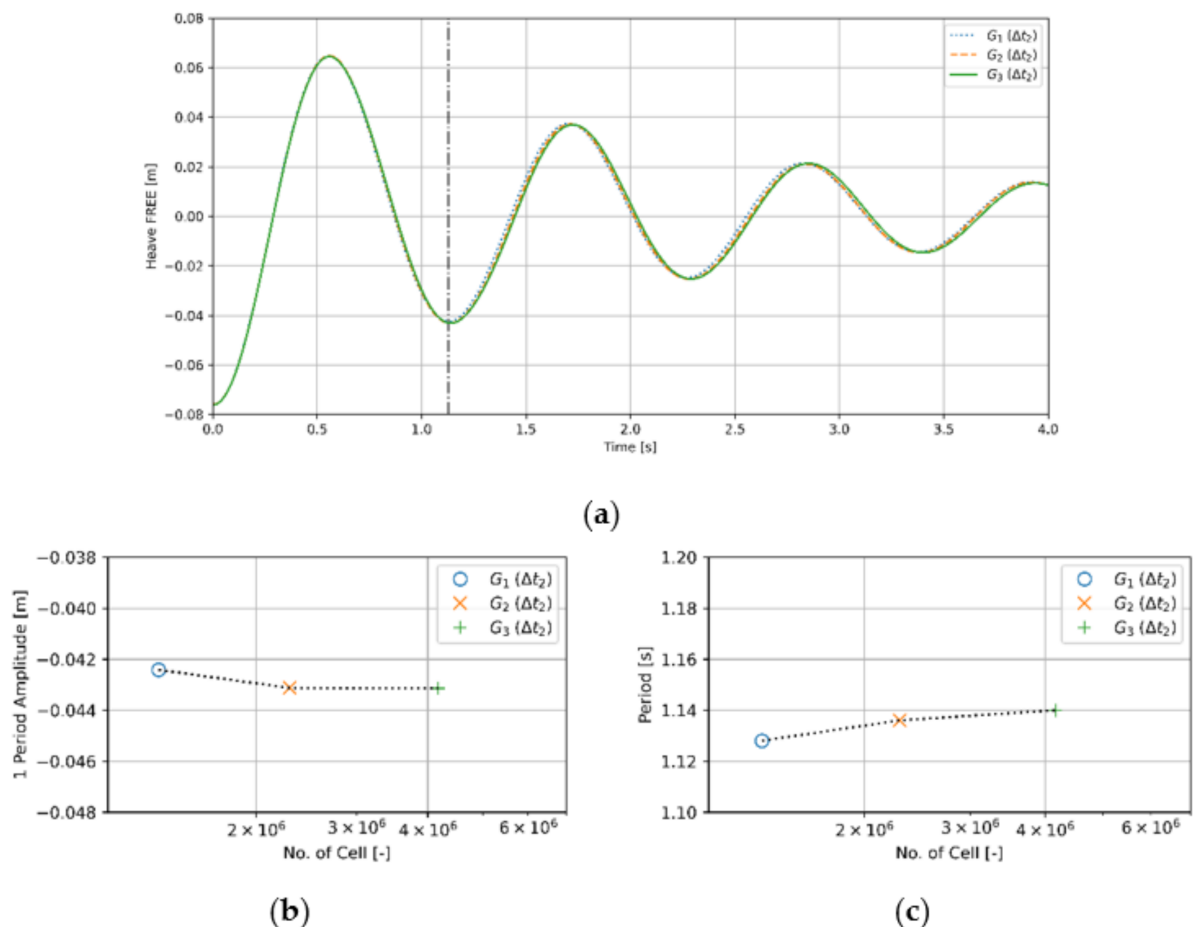 0.08
0.06
0.04
0.02
0.00
−0.02
−0.04
−0.06
−0.08
Heave FREE [m]
G₁ (Δt₂)
G₂ (Δt₂)
G₃ (Δt₂)
0.0 0.5 1.0 1.5 2.0 2.5 3.0 3.5 4.0
Time [s]
(a)
−0.038
−0.040
−0.042
−0.044
−0.046
−0.048
1 Period Amplitude [m]
G₁ (Δt₂)
G₂ (Δt₂)
G₃ (Δt₂)
2 × 10⁶ 3 × 10⁶ 4 × 10⁶ 6 × 10⁶
No. of Cell [-]
(b)
1.20
1.18
1.16
1.14
1.12
1.10
Period [s]
G₁ (Δt₂)
G₂ (Δt₂)
G₃ (Δt₂)
2 × 10⁶ 3 × 10⁶ 4 × 10⁶ 6 × 10⁶
No. of Cell [-]
(c)